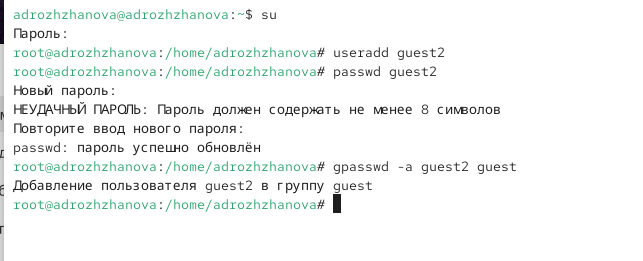 adrozhzhanova@adrozhzhanova:~$ su
Пароль:
root@adrozhzhanova:/home/adrozhzhanova# useradd guest2
root@adrozhzhanova:/home/adrozhzhanova# passwd guest2
Новый пароль:
НЕУДАЧНЫЙ ПАРОЛЬ: Пароль должен содержать не менее 8 символов
Повторите ввод нового пароля:
passwd: пароль успешно обновлён
root@adrozhzhanova:/home/adrozhzhanova# gpasswd -a guest2 guest
Добавление пользователя guest2 в группу guest
root@adrozhzhanova:/home/adrozhzhanova#